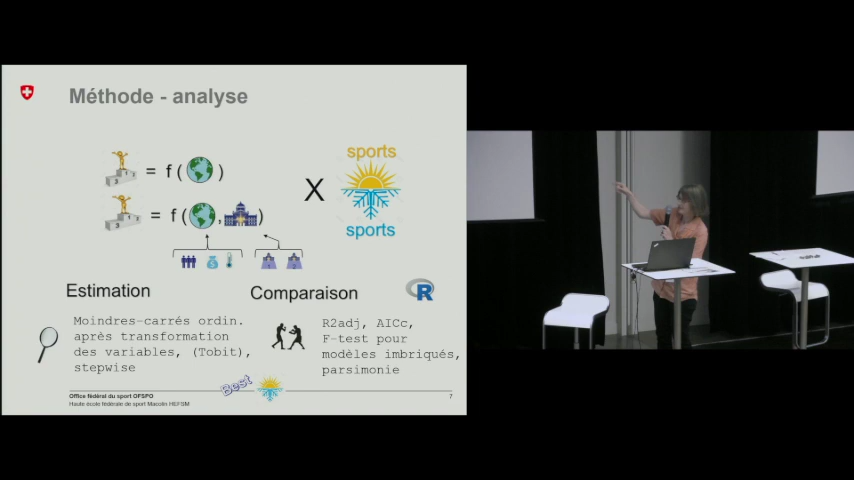 Méthode - analyse
= f ( )
= f ( , )
X
sports
sports
Estimation
Comparaison
R
Moindres-carrés ordin.
après transformation
des variables, (Tobit),
stepwise
R2adj, AICc,
F-test pour
modèles imbriqués,
parsimonie
Best
Office fédéral du sport OFSPO
Haute école fédérale de sport Macolin HEFSM
7